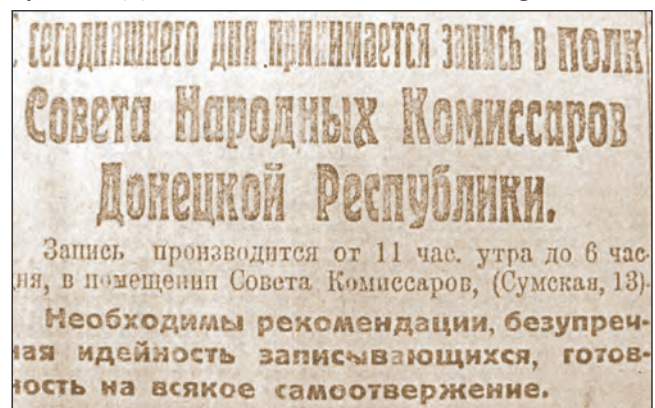 сегодняшнего дня принимается запись в полк
Совета Народных Комиссаров
Донецкой Республики.
Запись производится от 11 час. утра до 6 час.
ня, в помещении Совета Комиссаров, (Сумская, 13).
Необходимы рекомендации, безупреч-
ная идейность записывающихся, готов-
ность на всякое самоотвержение.